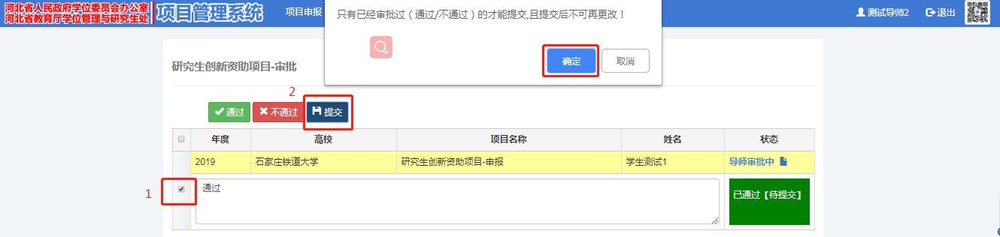 河北省人民政府学位委员会办公室
河北省教育厅学位管理与研究生处
项目管理系统
项目申报
只有已经审批过（通过/不通过）的才能提交,且提交后不可再更改！
测试导师2
退出
确定
取消
研究生创新资助项目-审批
2
通过
不通过
提交
年度 高校 项目名称 姓名 状态
2019 石家庄铁道大学 研究生创新资助项目-申报 学生测试1 导师审批中
1
通过
已通过【待提交】